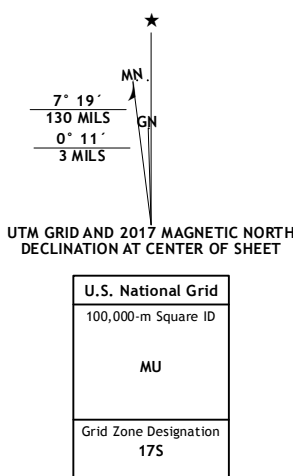 ★
MN
7° 19´
130 MILS
GN
0° 11´
3 MILS
UTM GRID AND 2017 MAGNETIC NORTH
DECLINATION AT CENTER OF SHEET
U.S. National Grid
100,000-m Square ID
MU
Grid Zone Designation
17S